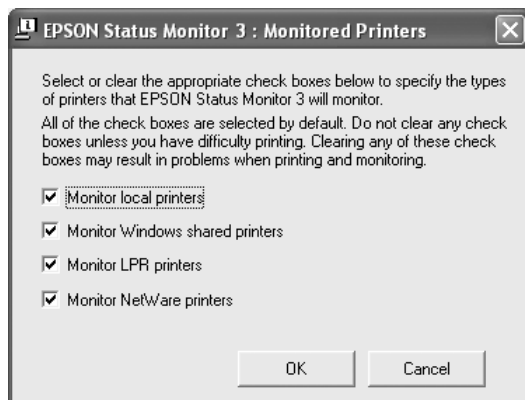 EPSON Status Monitor 3 : Monitored Printers
Select or clear the appropriate check boxes below to specify the types
of printers that EPSON Status Monitor 3 will monitor.
All of the check boxes are selected by default. Do not clear any check
boxes unless you have difficulty printing. Clearing any of these check
boxes may result in problems when printing and monitoring.
Monitor local printers
Monitor Windows shared printers
Monitor LPR printers
Monitor NetWare printers
OK
Cancel